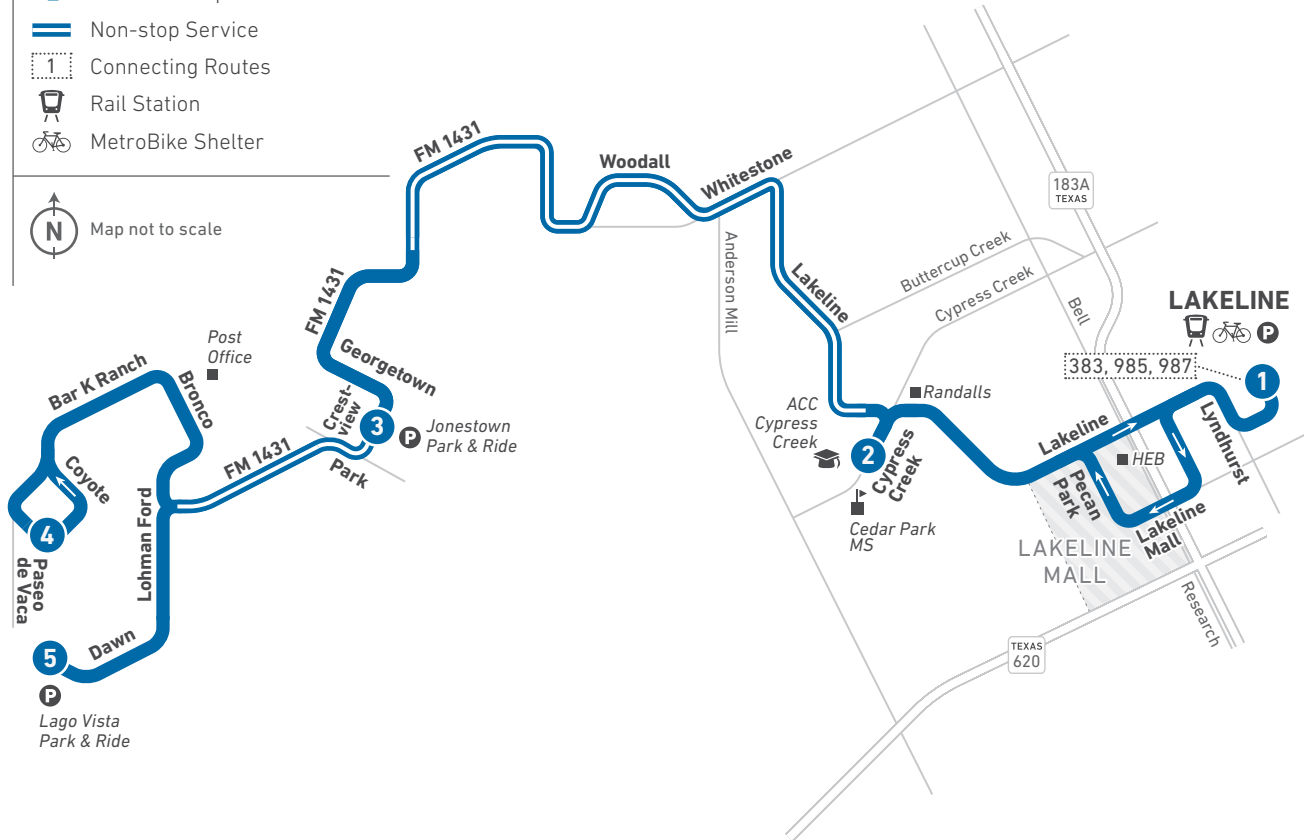 Non-stop Service
1 Connecting Routes
Rail Station
MetroBike Shelter
N Map not to scale
FM 1431
Woodall
Whitestone
183A
TEXAS
Anderson Mill
Buttercup Creek
Cypress Creek
Lakeline
Bell
LAKELINE
P
383, 985, 987
1
FM 1431
Georgetown
Post
Office
Bar K Ranch
Bronco
Crest-
view
3
P
Jonestown
Park & Ride
Park
FM 1431
Coyote
4
Paseo
de Vaca
Lohman Ford
Dawn
5
P
Lago Vista
Park & Ride
Randalls
ACC
Cypress
Creek
2
Cypress
Creek
Cedar Park
MS
Lakeline
Lyndhurst
HEB
Pecan
Park
Lakeline
Mall
LAKELINE
MALL
Research
TEXAS
620